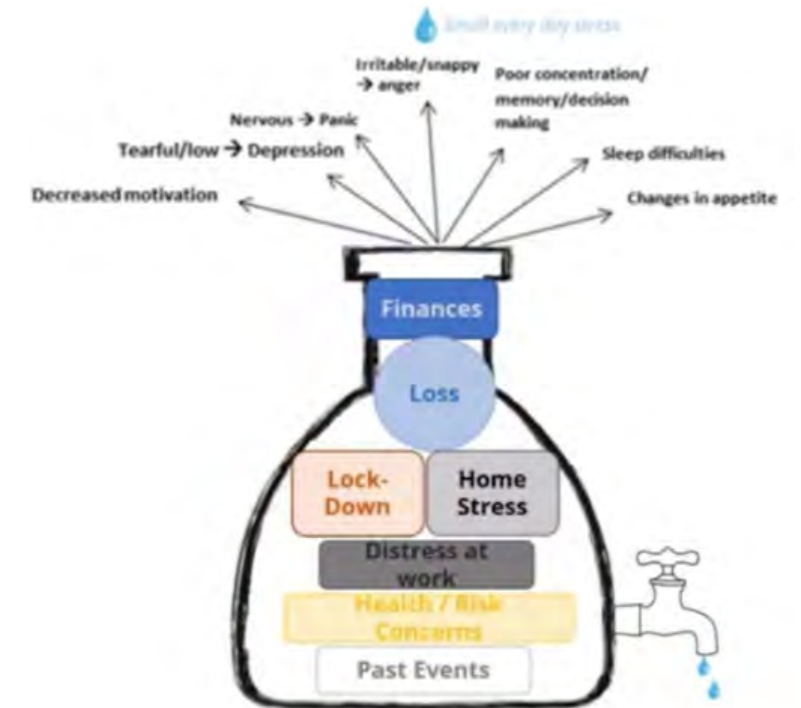 Small every day stress
Irritable/snappy
→ anger
Poor concentration/
memory/decision
making
Nervous → Panic
Tearful/low → Depression
Sleep difficulties
Decreased motivation
Changes in appetite
Finances
Loss
Lock-
Down
Home
Stress
Distress at
work
Health / Risk
Concerns
Past Events